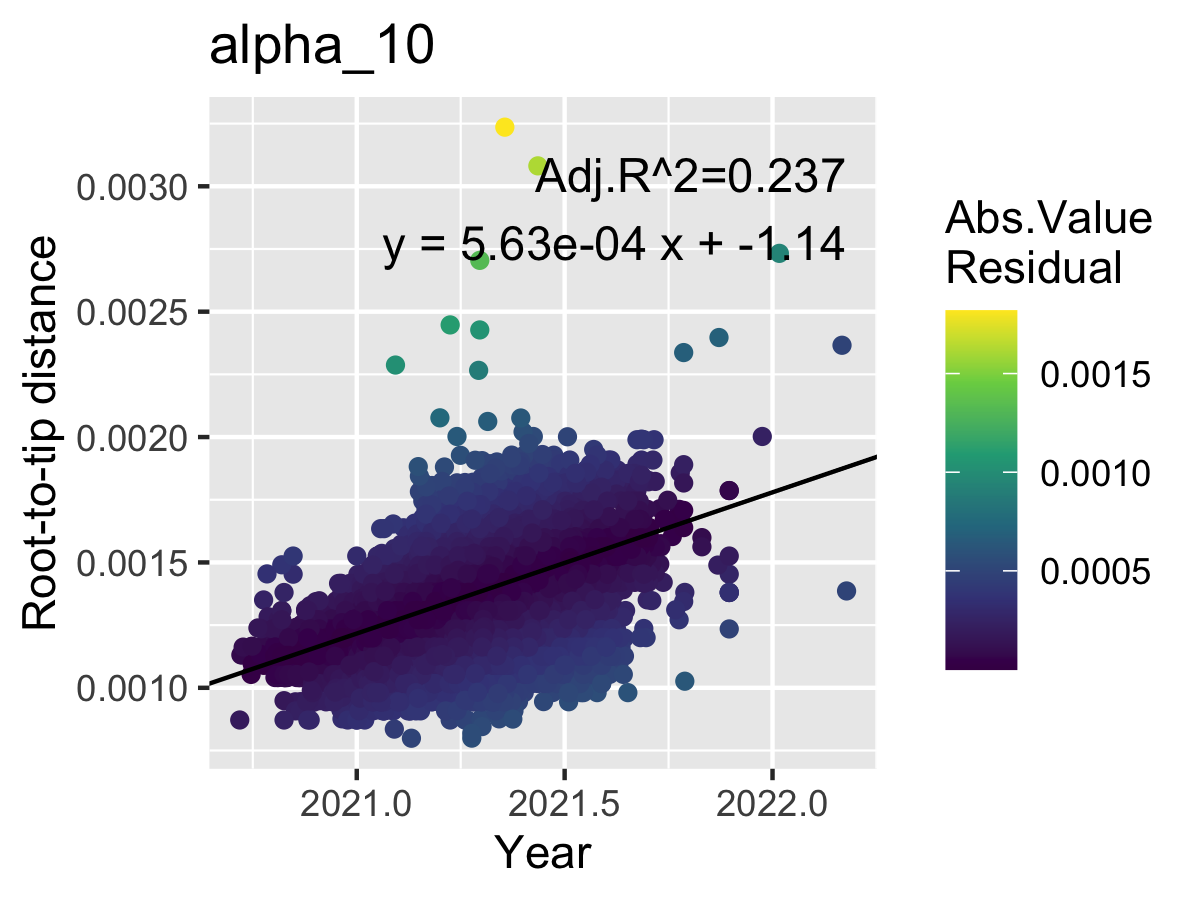 alpha_10
Adj.R^2=0.237
y = 5.63e-04 x + -1.14
0.0030
0.0025
0.0020
0.0015
0.0010
Root-to-tip distance
2021.0
2021.5
2022.0
Year
Abs.Value
Residual
0.0015
0.0010
0.0005